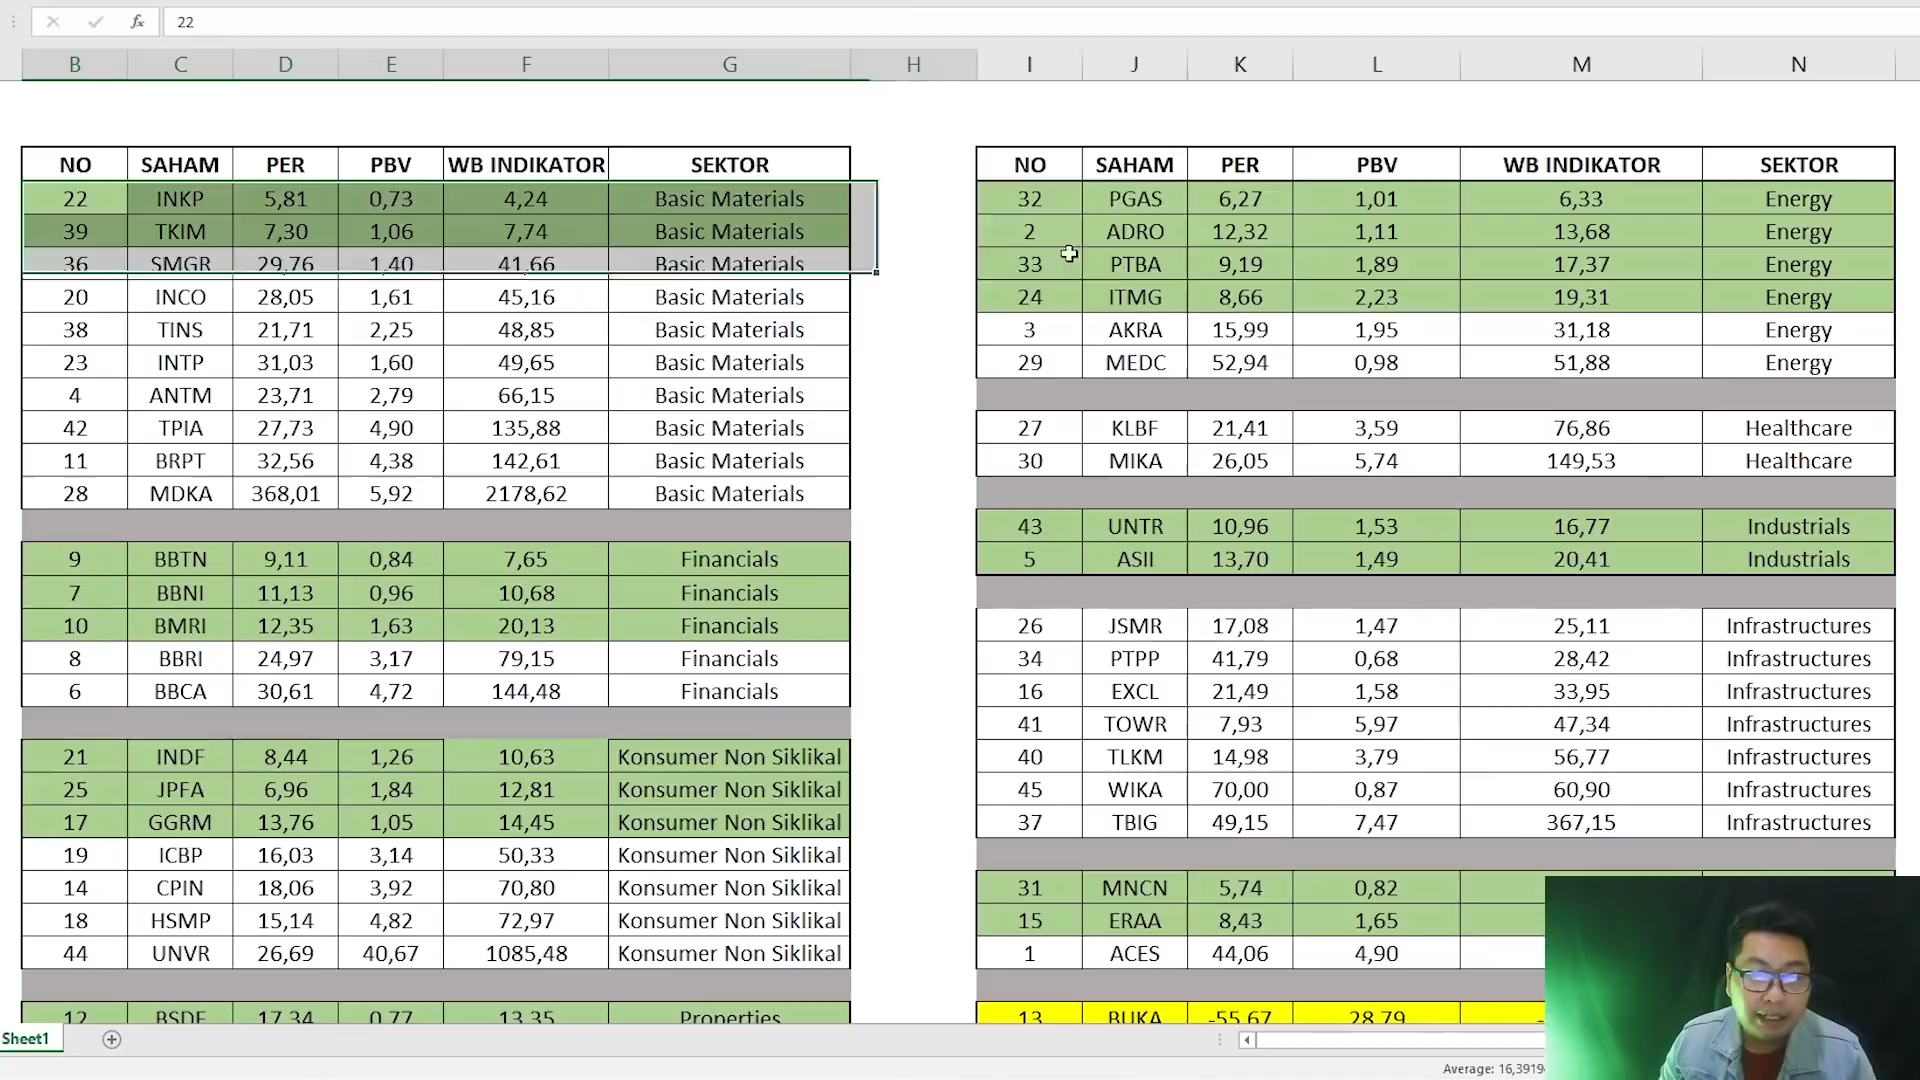 fx 22
B C D E F G H I J K L M N
NO SAHAM PER PBV WB INDIKATOR SEKTOR
22 INKP 5,81 0,73 4,24 Basic Materials
39 TKIM 7,30 1,06 7,74 Basic Materials
36 SMGR 29,76 1,40 41,66 Basic Materials
20 INCO 28,05 1,61 45,16 Basic Materials
38 TINS 21,71 2,25 48,85 Basic Materials
23 INTP 31,03 1,60 49,65 Basic Materials
4 ANTM 23,71 2,79 66,15 Basic Materials
42 TPIA 27,73 4,90 135,88 Basic Materials
11 BRPT 32,56 4,38 142,61 Basic Materials
28 MDKA 368,01 5,92 2178,62 Basic Materials
9 BBTN 9,11 0,84 7,65 Financials
7 BBNI 11,13 0,96 10,68 Financials
10 BMRI 12,35 1,63 20,13 Financials
8 BBRI 24,97 3,17 79,15 Financials
6 BBCA 30,61 4,72 144,48 Financials
21 INDF 8,44 1,26 10,63 Konsumer Non Siklikal
25 JPFA 6,96 1,84 12,81 Konsumer Non Siklikal
17 GGRM 13,76 1,05 14,45 Konsumer Non Siklikal
19 ICBP 16,03 3,14 50,33 Konsumer Non Siklikal
14 CPIN 18,06 3,92 70,80 Konsumer Non Siklikal
18 HSMP 15,14 4,82 72,97 Konsumer Non Siklikal
44 UNVR 26,69 40,67 1085,48 Konsumer Non Siklikal
12 BSDE 17,34 0,77 13,35 Properties
NO SAHAM PER PBV WB INDIKATOR SEKTOR
32 PGAS 6,27 1,01 6,33 Energy
2 ADRO 12,32 1,11 13,68 Energy
33 PTBA 9,19 1,89 17,37 Energy
24 ITMG 8,66 2,23 19,31 Energy
3 AKRA 15,99 1,95 31,18 Energy
29 MEDC 52,94 0,98 51,88 Energy
27 KLBF 21,41 3,59 76,86 Healthcare
30 MIKA 26,05 5,74 149,53 Healthcare
43 UNTR 10,96 1,53 16,77 Industrials
5 ASII 13,70 1,49 20,41 Industrials
26 JSMR 17,08 1,47 25,11 Infrastructures
34 PTPP 41,79 0,68 28,42 Infrastructures
16 EXCL 21,49 1,58 33,95 Infrastructures
41 TOWR 7,93 5,97 47,34 Infrastructures
40 TLKM 14,98 3,79 56,77 Infrastructures
45 WIKA 70,00 0,87 60,90 Infrastructures
37 TBIG 49,15 7,47 367,15 Infrastructures
31 MNCN 5,74 0,82
15 ERAA 8,43 1,65
1 ACES 44,06 4,90
13 BUKA -55,67 28,79 -
Sheet1
Average: 16,3919